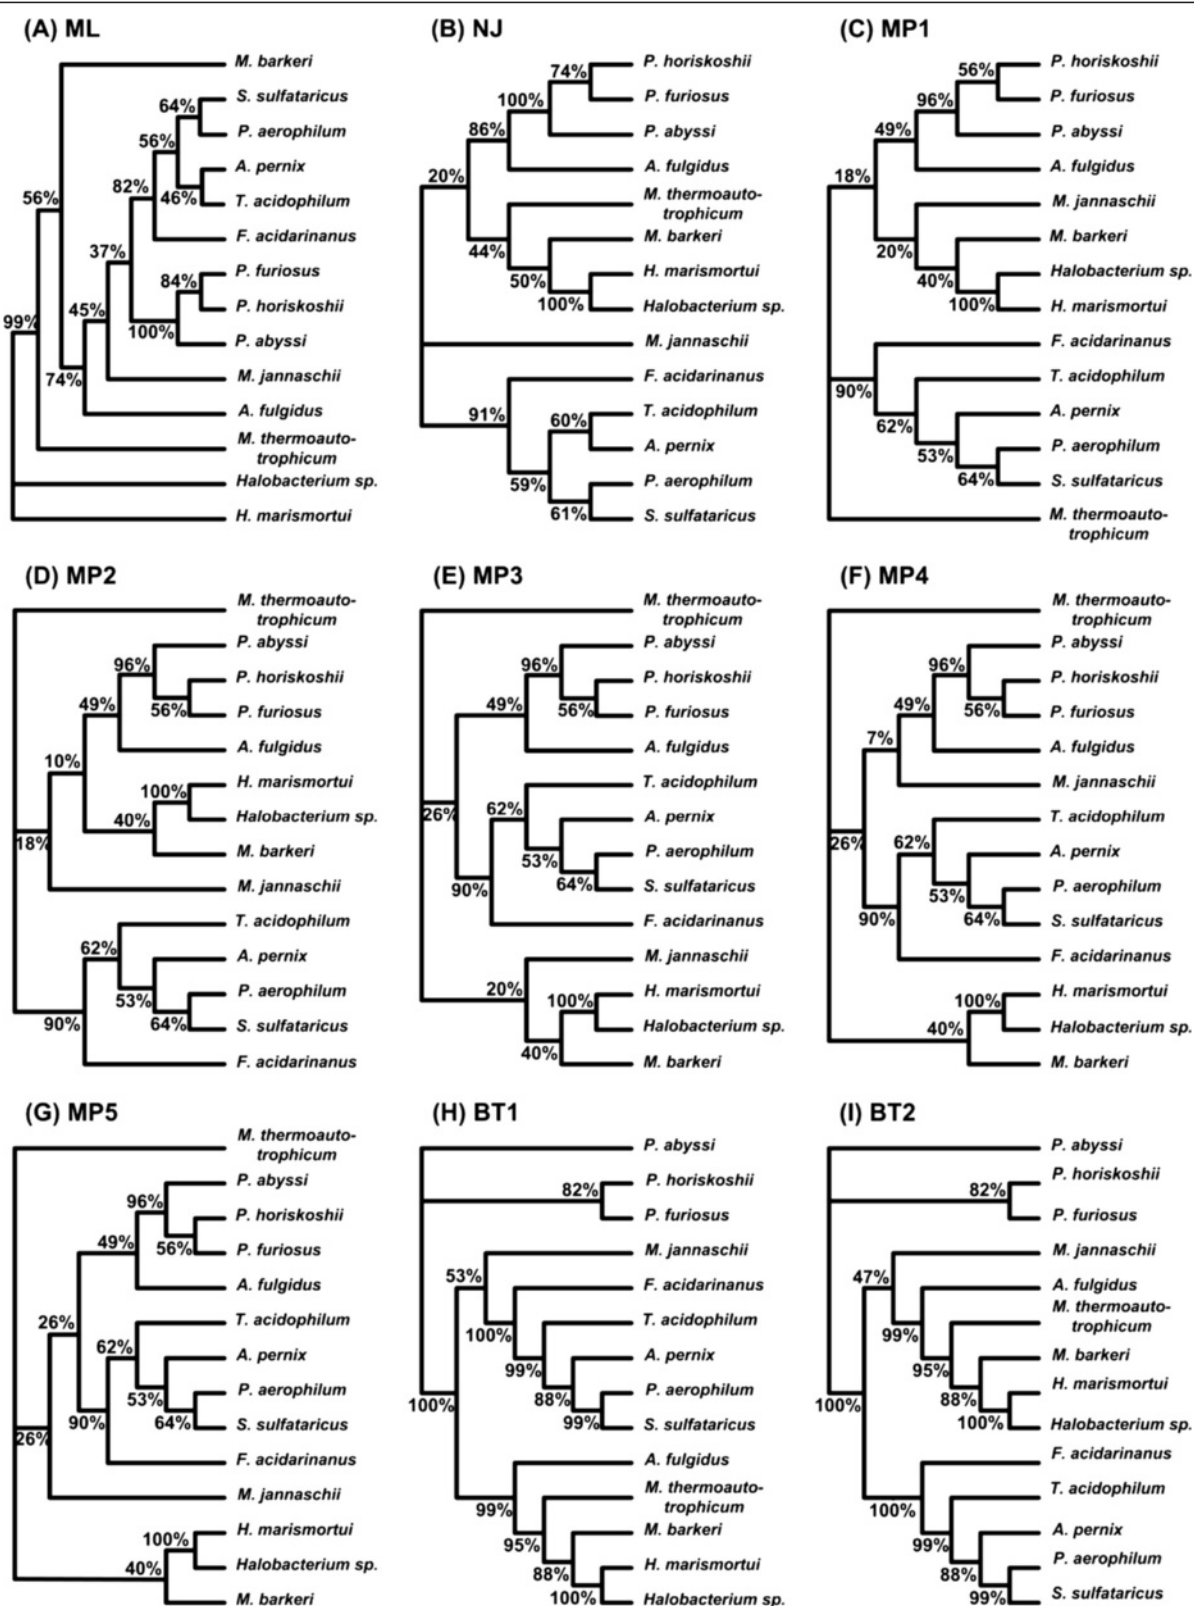 (A) ML
M. barkeri
S. sulfataricus
64%
P. aerophilum
56%
A. pernix
82%
46%
T. acidophilum
56%
F. acidarinanus
37%
P. furiosus
84%
P. horiskoshii
45%
99%
100%
P. abyssi
74%
M. jannaschii
A. fulgidus
M. thermoauto-
trophicum
Halobacterium sp.
H. marismortui
(B) NJ
P. horiskoshii
74%
P. furiosus
100%
P. abyssi
86%
A. fulgidus
20%
M. thermoauto-
trophicum
44%
M. barkeri
50%
H. marismortui
100%
Halobacterium sp.
M. jannaschii
F. acidarinanus
91%
T. acidophilum
60%
A. pernix
59%
P. aerophilum
61%
S. sulfataricus
(C) MP1
P. horiskoshii
56%
P. furiosus
96%
P. abyssi
49%
A. fulgidus
18%
M. jannaschii
20%
M. barkeri
40%
Halobacterium sp.
100%
H. marismortui
F. acidarinanus
90%
T. acidophilum
62%
A. pernix
53%
P. aerophilum
64%
S. sulfataricus
M. thermoauto-
trophicum
(D) MP2
M. thermoauto-
trophicum
P. abyssi
96%
P. horiskoshii
56%
P. furiosus
49%
A. fulgidus
10%
H. marismortui
100%
Halobacterium sp.
40%
18%
M. barkeri
M. jannaschii
T. acidophilum
62%
A. pernix
53%
P. aerophilum
64%
S. sulfataricus
90%
F. acidarinanus
(E) MP3
M. thermoauto-
trophicum
P. abyssi
96%
P. horiskoshii
56%
P. furiosus
49%
A. fulgidus
T. acidophilum
62%
26%
A. pernix
53%
P. aerophilum
64%
S. sulfataricus
90%
F. acidarinanus
M. jannaschii
20%
100%
H. marismortui
Halobacterium sp.
40%
M. barkeri
(F) MP4
M. thermoauto-
trophicum
P. abyssi
96%
P. horiskoshii
56%
P. furiosus
49%
7%
A. fulgidus
M. jannaschii
T. acidophilum
62%
26%
A. pernix
53%
P. aerophilum
64%
S. sulfataricus
90%
F. acidarinanus
H. marismortui
100%
Halobacterium sp.
40%
M. barkeri
(G) MP5
M. thermoauto-
trophicum
P. abyssi
96%
P. horiskoshii
56%
P. furiosus
49%
A. fulgidus
26%
T. acidophilum
62%
A. pernix
53%
P. aerophilum
64%
S. sulfataricus
90%
26%
F. acidarinanus
M. jannaschii
H. marismortui
100%
Halobacterium sp.
40%
M. barkeri
(H) BT1
P. abyssi
82%
P. horiskoshii
P. furiosus
M. jannaschii
53%
F. acidarinanus
100%
T. acidophilum
99%
A. pernix
88%
P. aerophilum
100%
99%
S. sulfataricus
A. fulgidus
99%
M. thermoauto-
trophicum
95%
M. barkeri
88%
H. marismortui
100%
Halobacterium sp.
(I) BT2
P. abyssi
P. horiskoshii
82%
P. furiosus
M. jannaschii
47%
A. fulgidus
99%
M. thermoauto-
trophicum
95%
M. barkeri
88%
H. marismortui
100%
100%
Halobacterium sp.
F. acidarinanus
100%
T. acidophilum
99%
A. pernix
88%
P. aerophilum
99%
S. sulfataricus